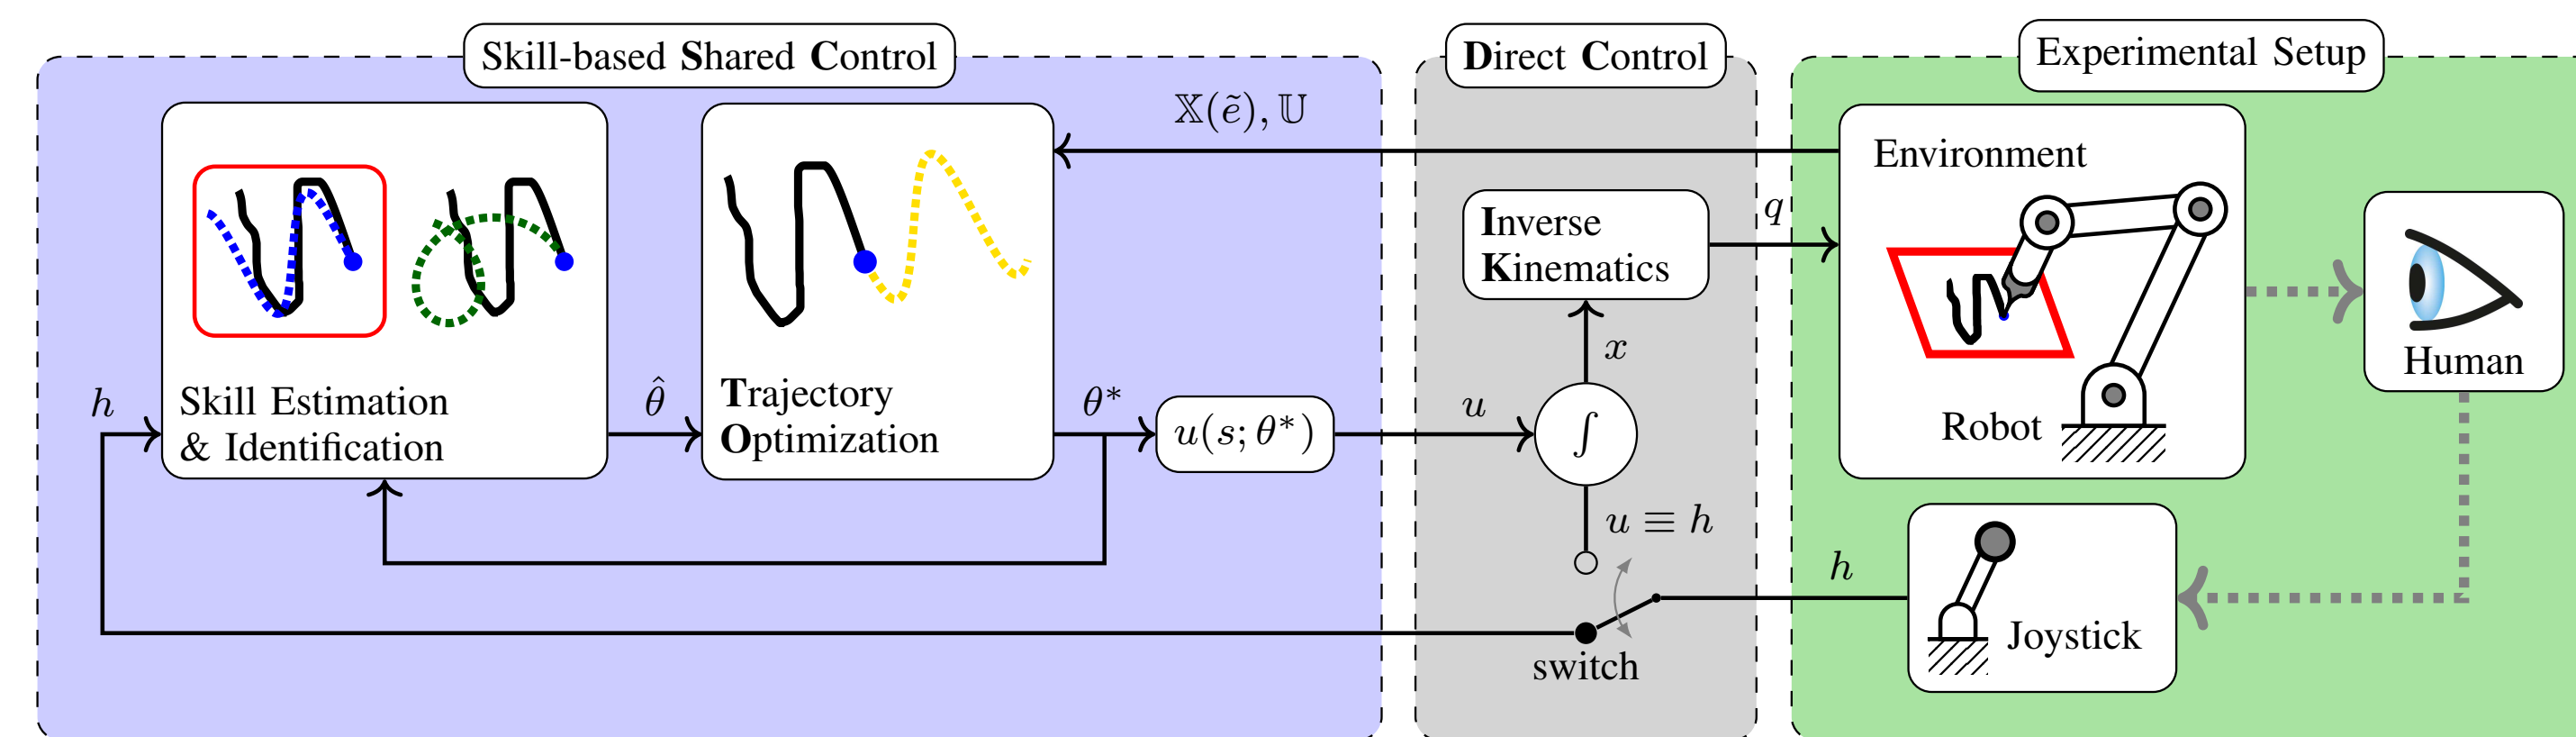 Skill-based Shared Control
Direct Control
Experimental Setup
𝕏(ẽ), 𝕌
Environment
Inverse
Kinematics
q
x
Human
h
Skill Estimation
& Identification
θ̂
Trajectory
Optimization
θ*
u(s; θ*)
u
∫
Robot
u ≡ h
h
switch
Joystick